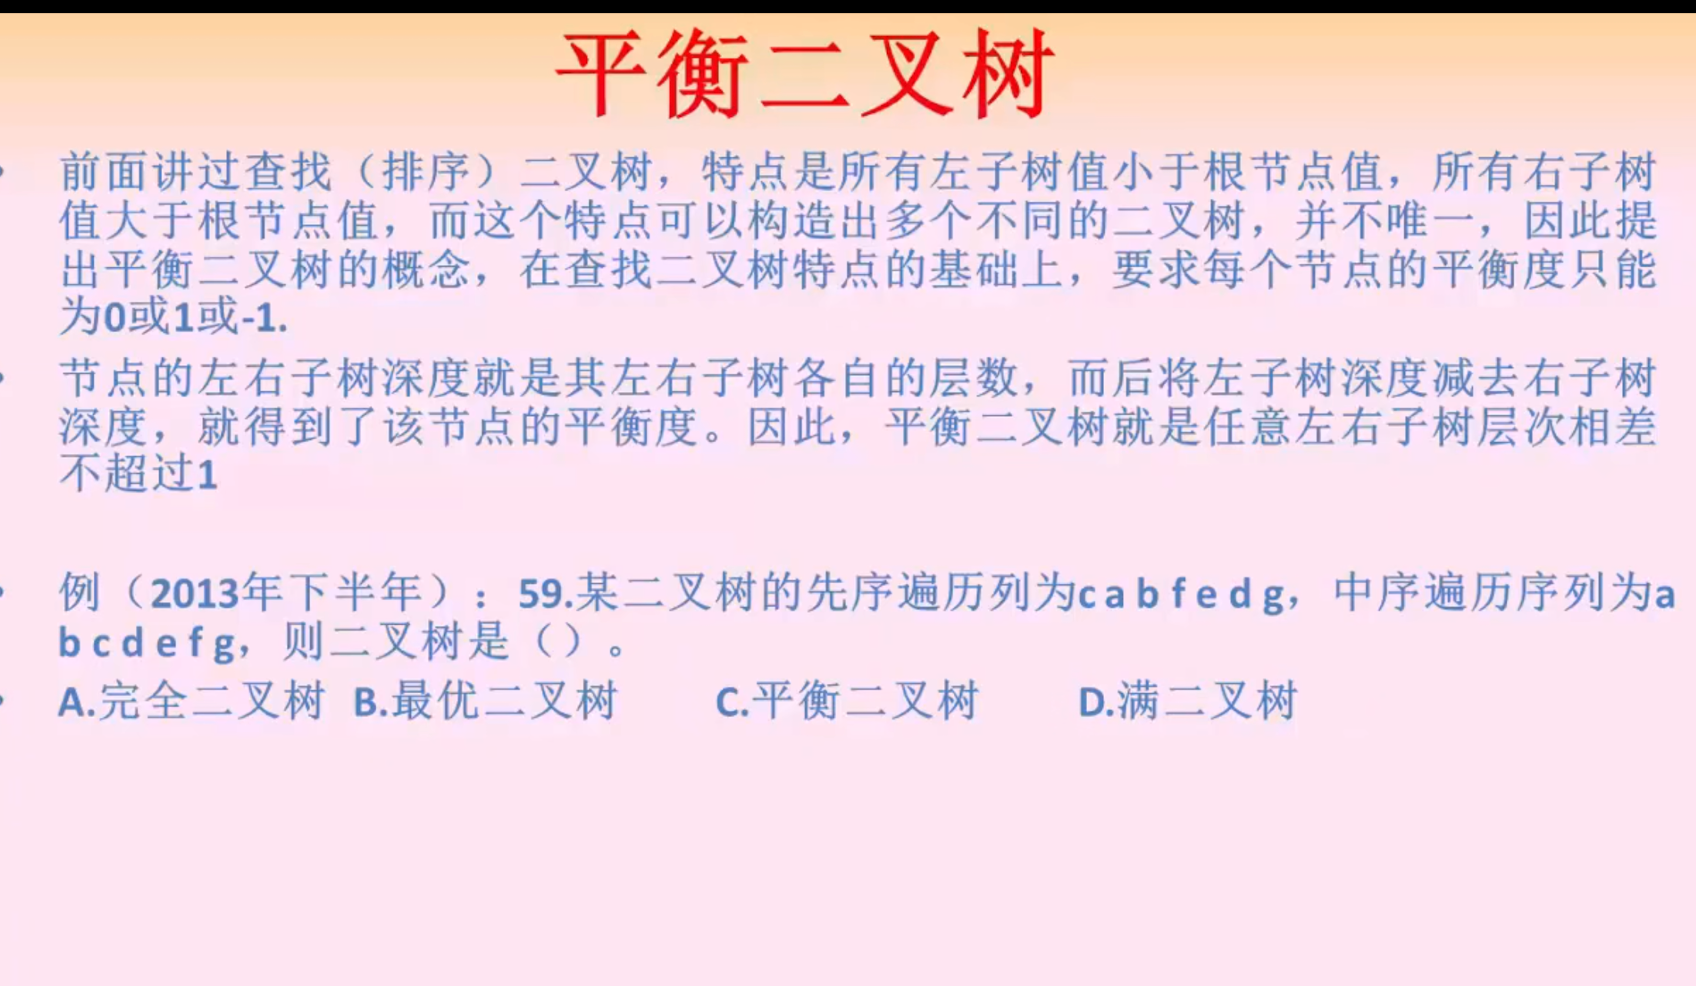 平衡二叉树
前面讲过查找（排序）二叉树，特点是所有左子树值小于根节点值，所有右子树
值大于根节点值，而这个特点可以构造出多个不同的二叉树，并不唯一，因此提
出平衡二叉树的概念，在查找二叉树特点的基础上，要求每个节点的平衡度只能
为0或1或-1.
节点的左右子树深度就是其左右子树各自的层数，而后将左子树深度减去右子树
深度，就得到了该节点的平衡度。因此，平衡二叉树就是任意左右子树层次相差
不超过1
例（2013年下半年）：59.某二叉树的先序遍历列为c a b f e d g，中序遍历序列为a
b c d e f g，则二叉树是（）。
A.完全二叉树 B.最优二叉树 C.平衡二叉树 D.满二叉树